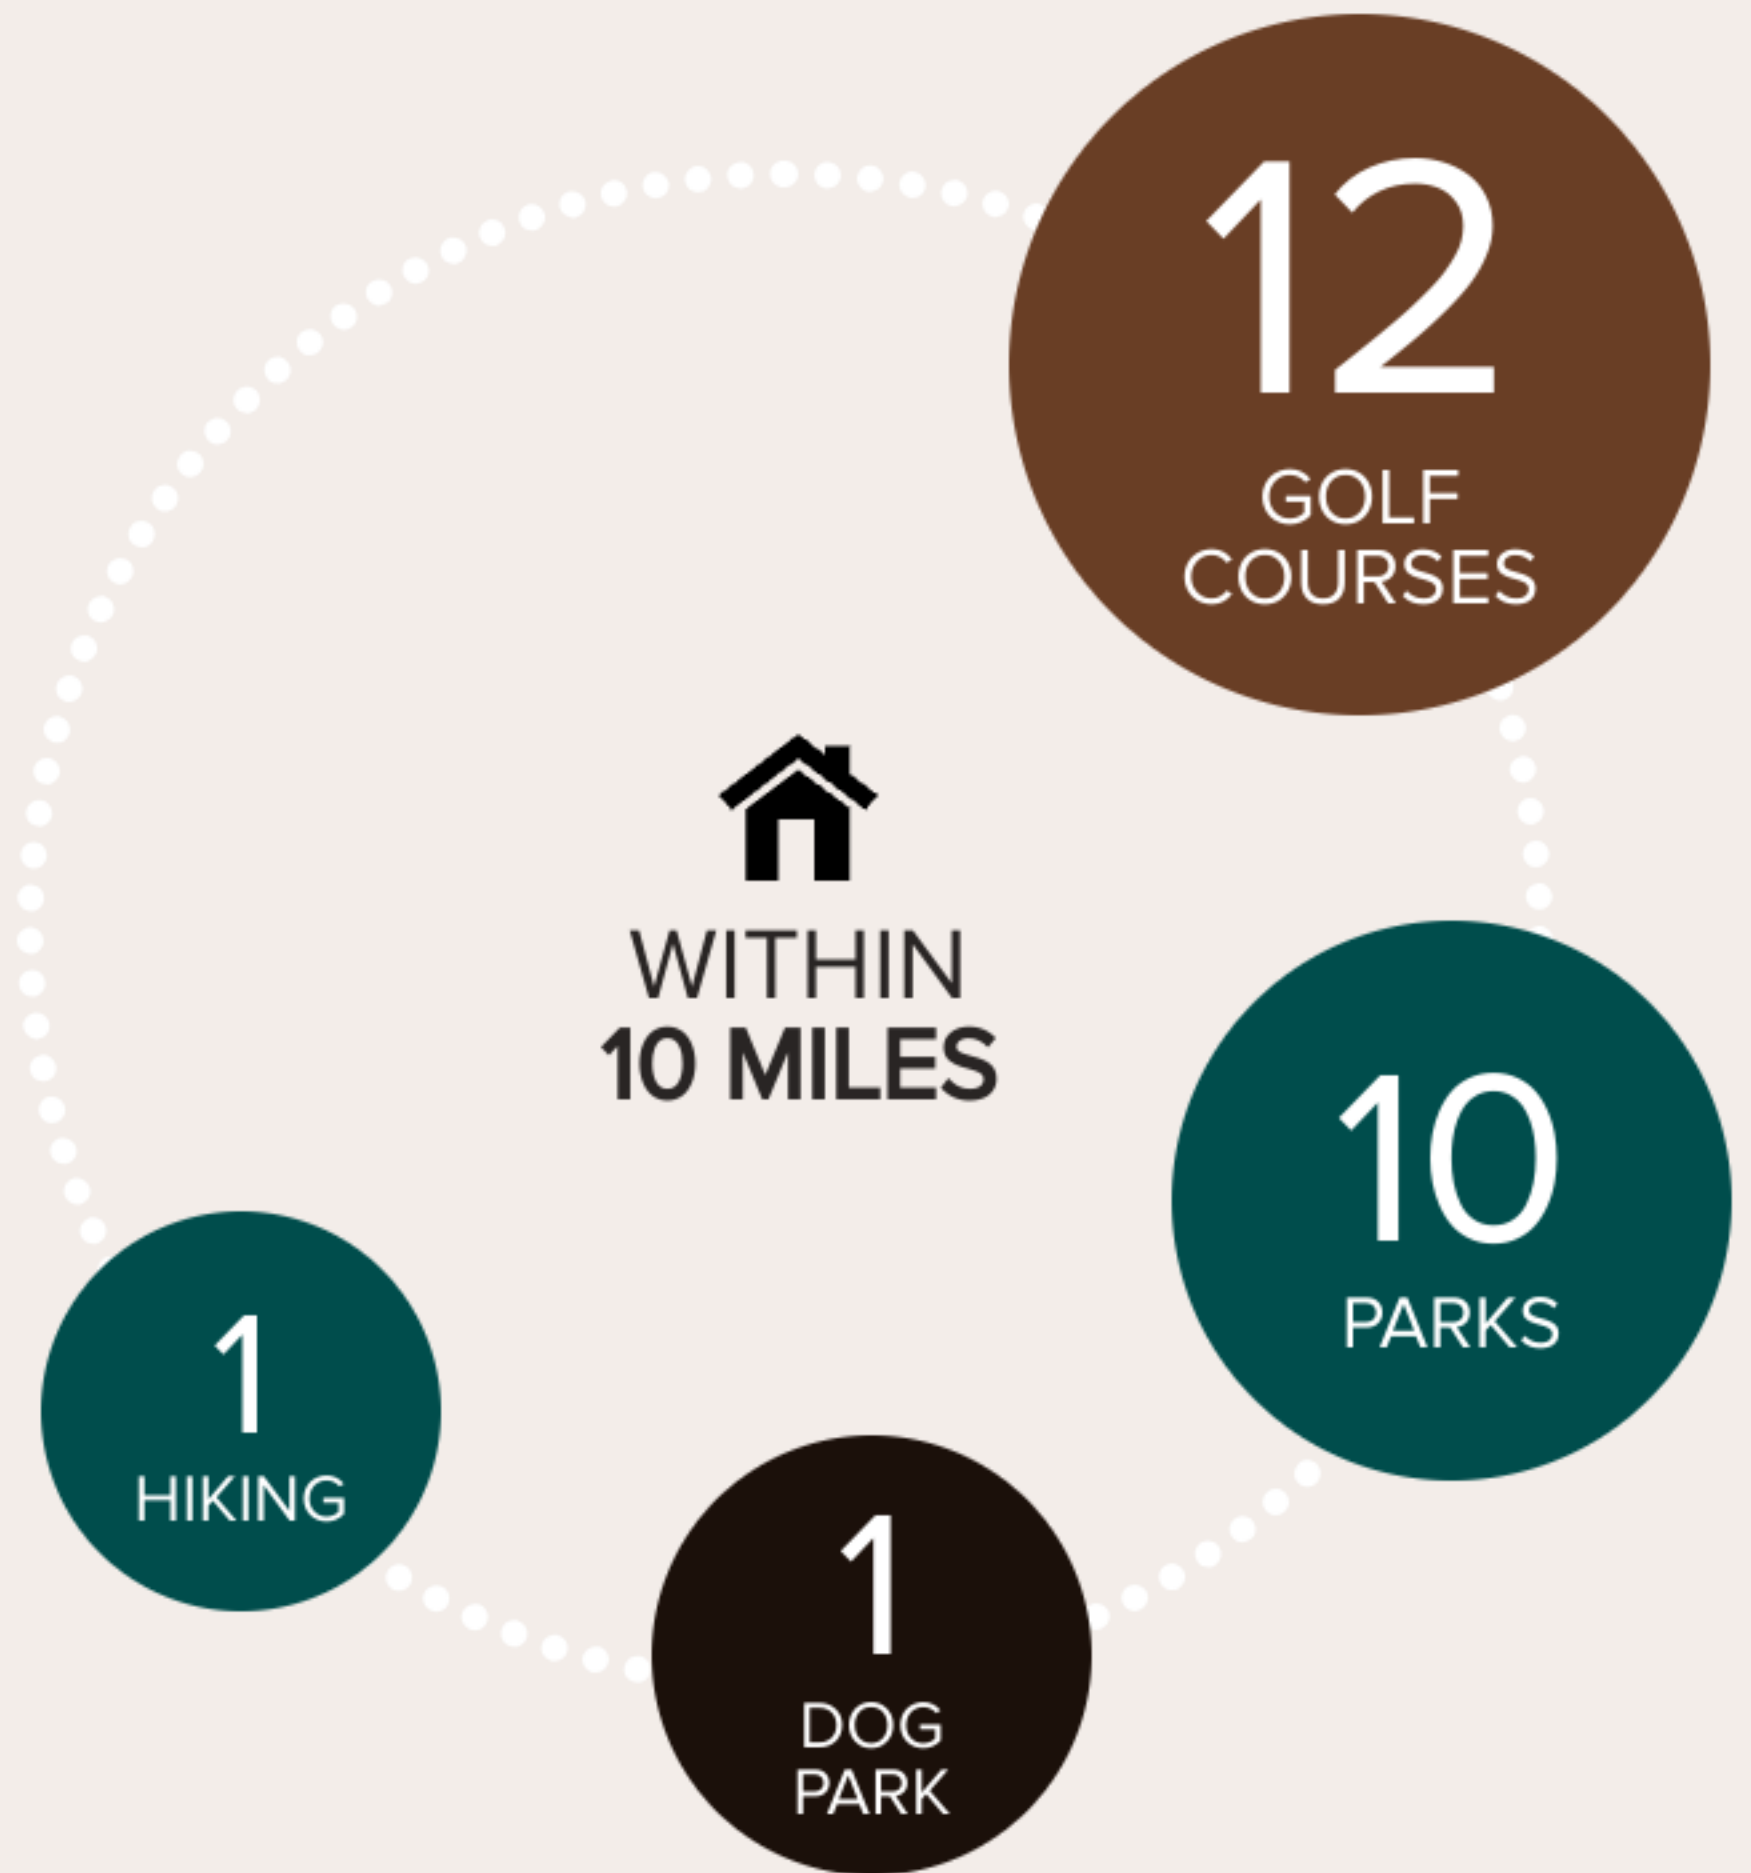 12
GOLF
COURSES
WITHIN
10 MILES
10
PARKS
1
HIKING
1
DOG
PARK